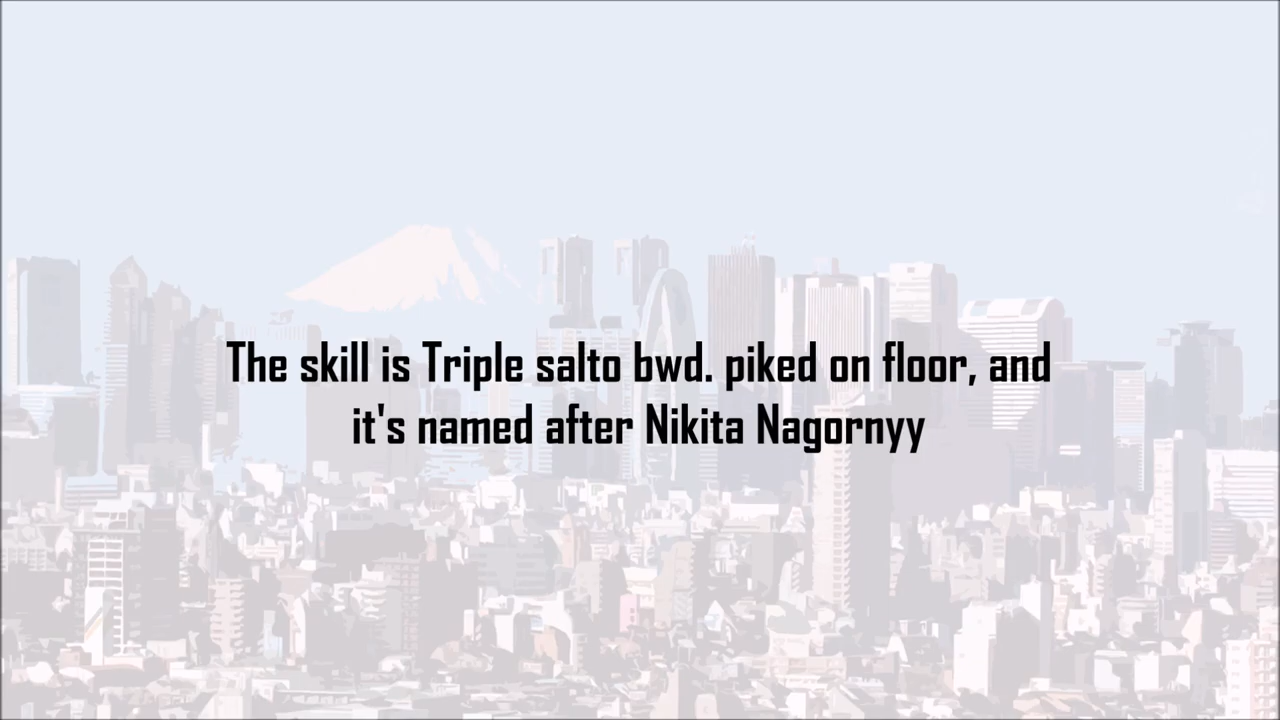 The skill is Triple salto bwd. piked on floor, and
it's named after Nikita Nagornyy